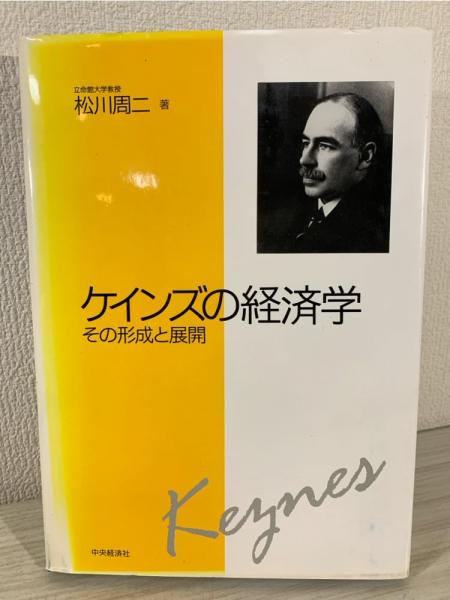 立命館大学教授
松川周二 著
ケインズの経済学
その形成と展開
Keynes
中央経済社